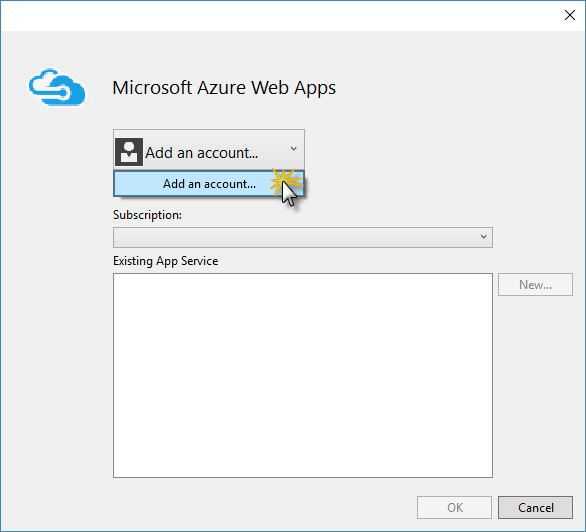 Microsoft Azure Web Apps
Add an account...
Add an account...
Subscription:
Existing App Service
New...
OK
Cancel